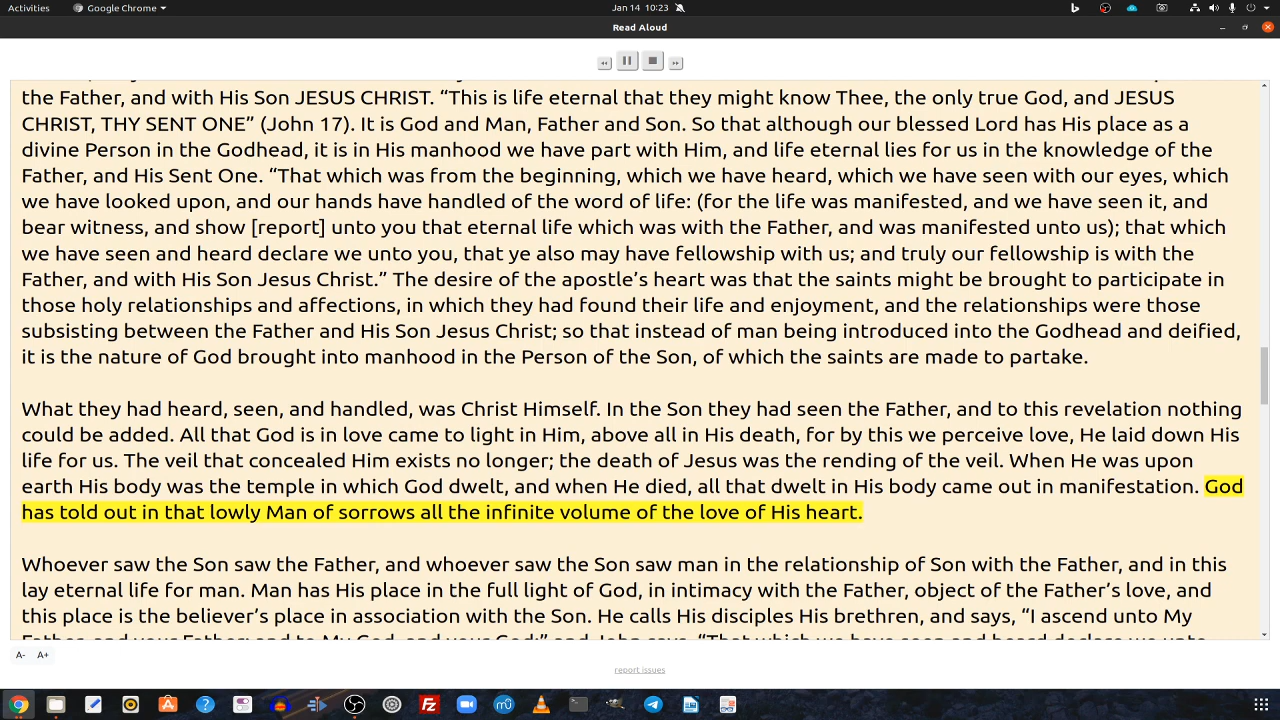 Activities
Google Chrome
Jan 14 10:23
Read Aloud
the Father, and with His Son JESUS CHRIST. “This is life eternal that they might know Thee, the only true God, and JESUS
CHRIST, THY SENT ONE” (John 17). It is God and Man, Father and Son. So that although our blessed Lord has His place as a
divine Person in the Godhead, it is in His manhood we have part with Him, and life eternal lies for us in the knowledge of the
Father, and His Sent One. “That which was from the beginning, which we have heard, which we have seen with our eyes, which
we have looked upon, and our hands have handled of the word of life: (for the life was manifested, and we have seen it, and
bear witness, and show [report] unto you that eternal life which was with the Father, and was manifested unto us); that which
we have seen and heard declare we unto you, that ye also may have fellowship with us; and truly our fellowship is with the
Father, and with His Son Jesus Christ.” The desire of the apostle’s heart was that the saints might be brought to participate in
those holy relationships and affections, in which they had found their life and enjoyment, and the relationships were those
subsisting between the Father and His Son Jesus Christ; so that instead of man being introduced into the Godhead and deified,
it is the nature of God brought into manhood in the Person of the Son, of which the saints are made to partake.
What they had heard, seen, and handled, was Christ Himself. In the Son they had seen the Father, and to this revelation nothing
could be added. All that God is in love came to light in Him, above all in His death, for by this we perceive love, He laid down His
life for us. The veil that concealed Him exists no longer; the death of Jesus was the rending of the veil. When He was upon
earth His body was the temple in which God dwelt, and when He died, all that dwelt in His body came out in manifestation. God
has told out in that lowly Man of sorrows all the infinite volume of the love of His heart.
Whoever saw the Son saw the Father, and whoever saw the Son saw man in the relationship of Son with the Father, and in this
lay eternal life for man. Man has His place in the full light of God, in intimacy with the Father, object of the Father’s love, and
this place is the believer’s place in association with the Son. He calls His disciples His brethren, and says, “I ascend unto My
Father, and your Father; and to My God, and your God;” and John says, “That which we have seen and heard declare we unto
A- A+
report issues